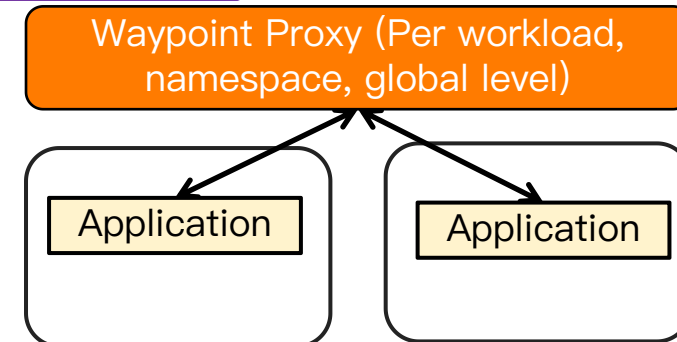 Waypoint Proxy (Per workload,
namespace, global level)
Application
Application